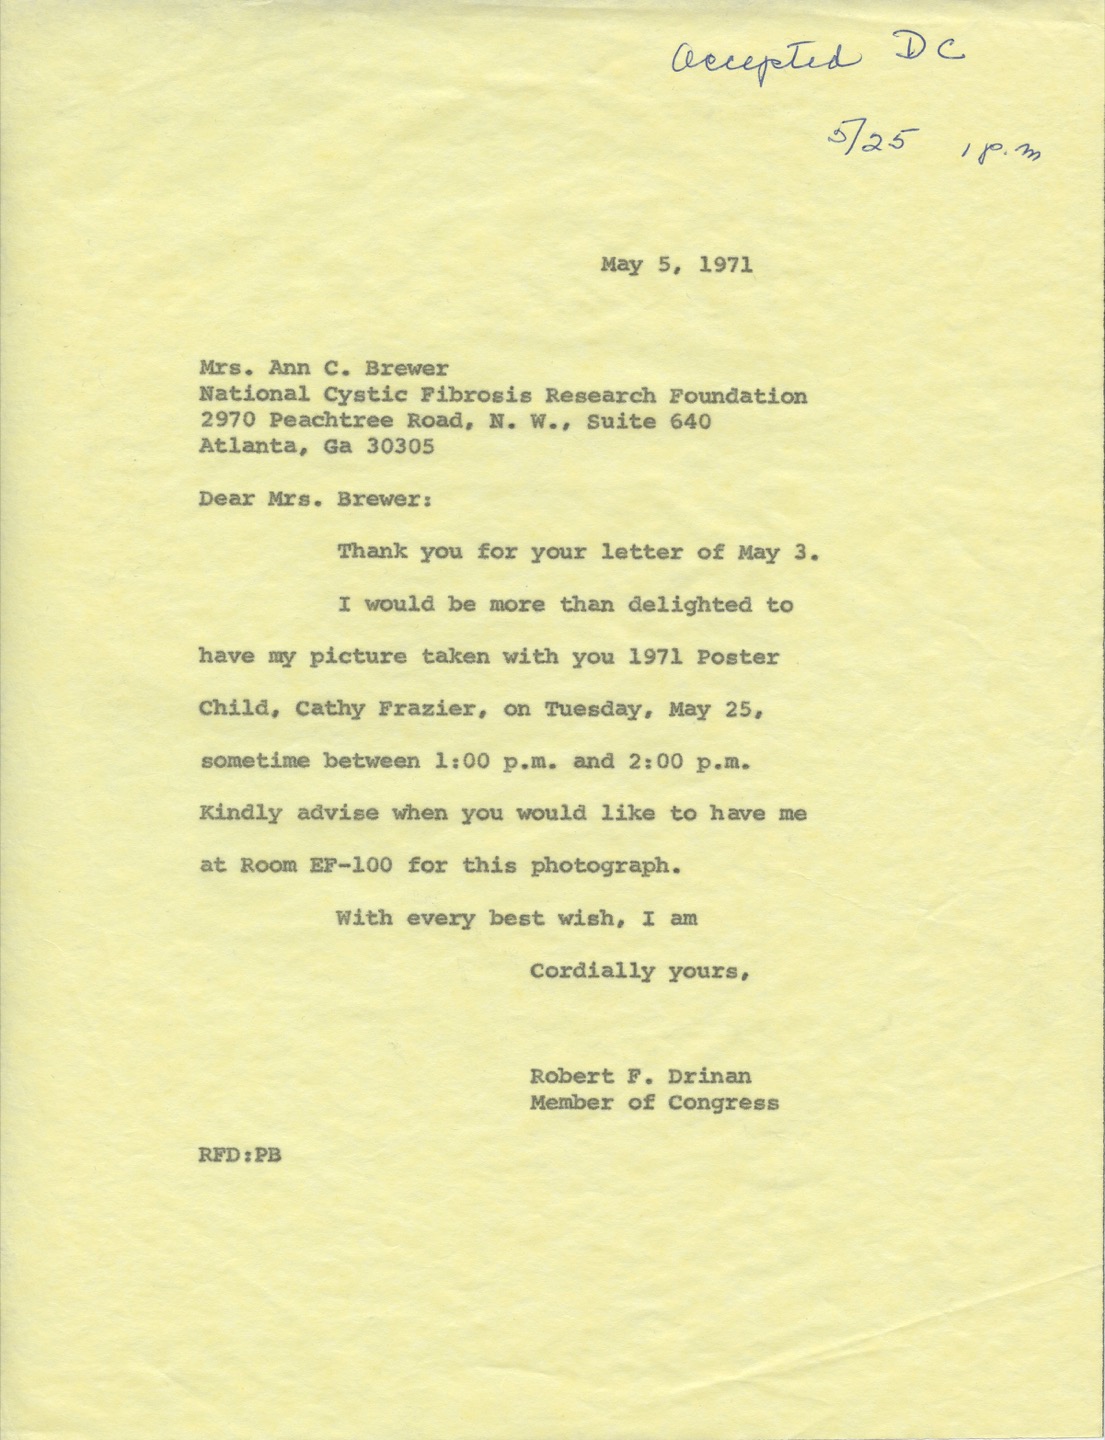 Accepted DC
5/25 1 p.m
May 5, 1971
Mrs. Ann C. Brewer
National Cystic Fibrosis Research Foundation
2970 Peachtree Road, N. W., Suite 640
Atlanta, Ga 30305
Dear Mrs. Brewer:
Thank you for your letter of May 3.
I would be more than delighted to
have my picture taken with you 1971 Poster
Child, Cathy Frazier, on Tuesday, May 25,
sometime between 1:00 p.m. and 2:00 p.m.
Kindly advise when you would like to have me
at Room EF-100 for this photograph.
With every best wish, I am
Cordially yours,
Robert F. Drinan
Member of Congress
RFD:PB